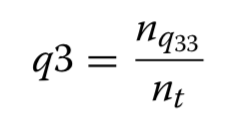 q3 = n_{q33} / n_t